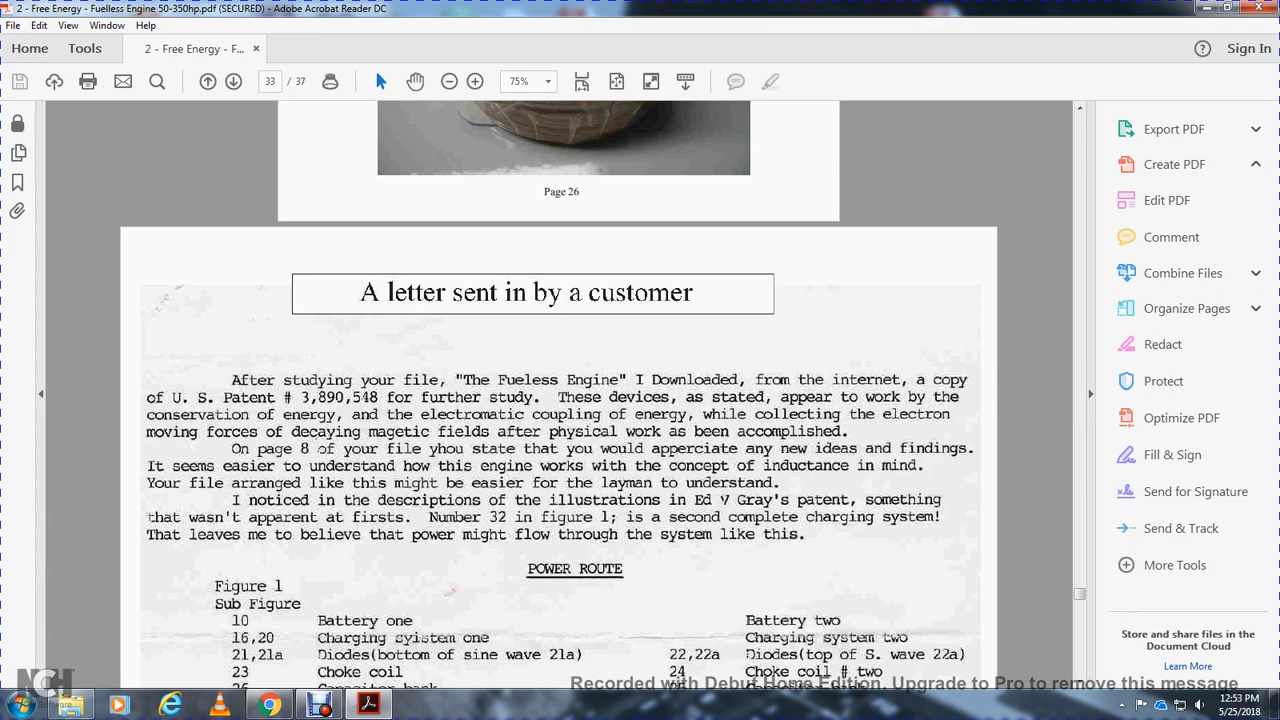 2 - Free Energy - Fueless Engine 50-350hp.pdf (SECURED) - Adobe Acrobat Reader DC
File Edit View Window Help
Home Tools 2 - Free Energy - F... × Sign In
33 / 37 75%
Page 26
A letter sent in by a customer
After studying your file, "The Fueless Engine" I Downloaded, from the internet, a copy
of U. S. Patent # 3,890,548 for further study. These devices, as stated, appear to work by the
conservation of energy, and the electromatic coupling of energy, while collecting the electron
moving forces of decaying magetic fields after physical work as been accomplished.
On page 8 of your file yhou state that you would apperciate any new ideas and findings.
It seems easier to understand how this engine works with the concept of inductance in mind.
Your file arranged like this might be easier for the layman to understand.
I noticed in the descriptions of the illustrations in Ed V Gray's patent, something
that wasn't apparent at firsts. Number 32 in figure 1; is a second complete charging system!
That leaves me to believe that power might flow through the system like this.
POWER ROUTE
Figure 1
Sub Figure
10 Battery one Battery two
16,20 Charging syistem one Charging system two
21,21a Diodes(bottom of sine wave 21a) 22,22a Diodes(top of S. wave 22a)
23 Choke coil 24 Choke coil # two
Export PDF
Create PDF
Edit PDF
Comment
Combine Files
Organize Pages
Redact
Protect
Optimize PDF
Fill & Sign
Send for Signature
Send & Track
More Tools
Store and share files in the
Document Cloud
Learn More
NCH
Software
Recorded with Debut Home Edition. Upgrade to Pro to remove this message
12:53 PM
5/25/2018